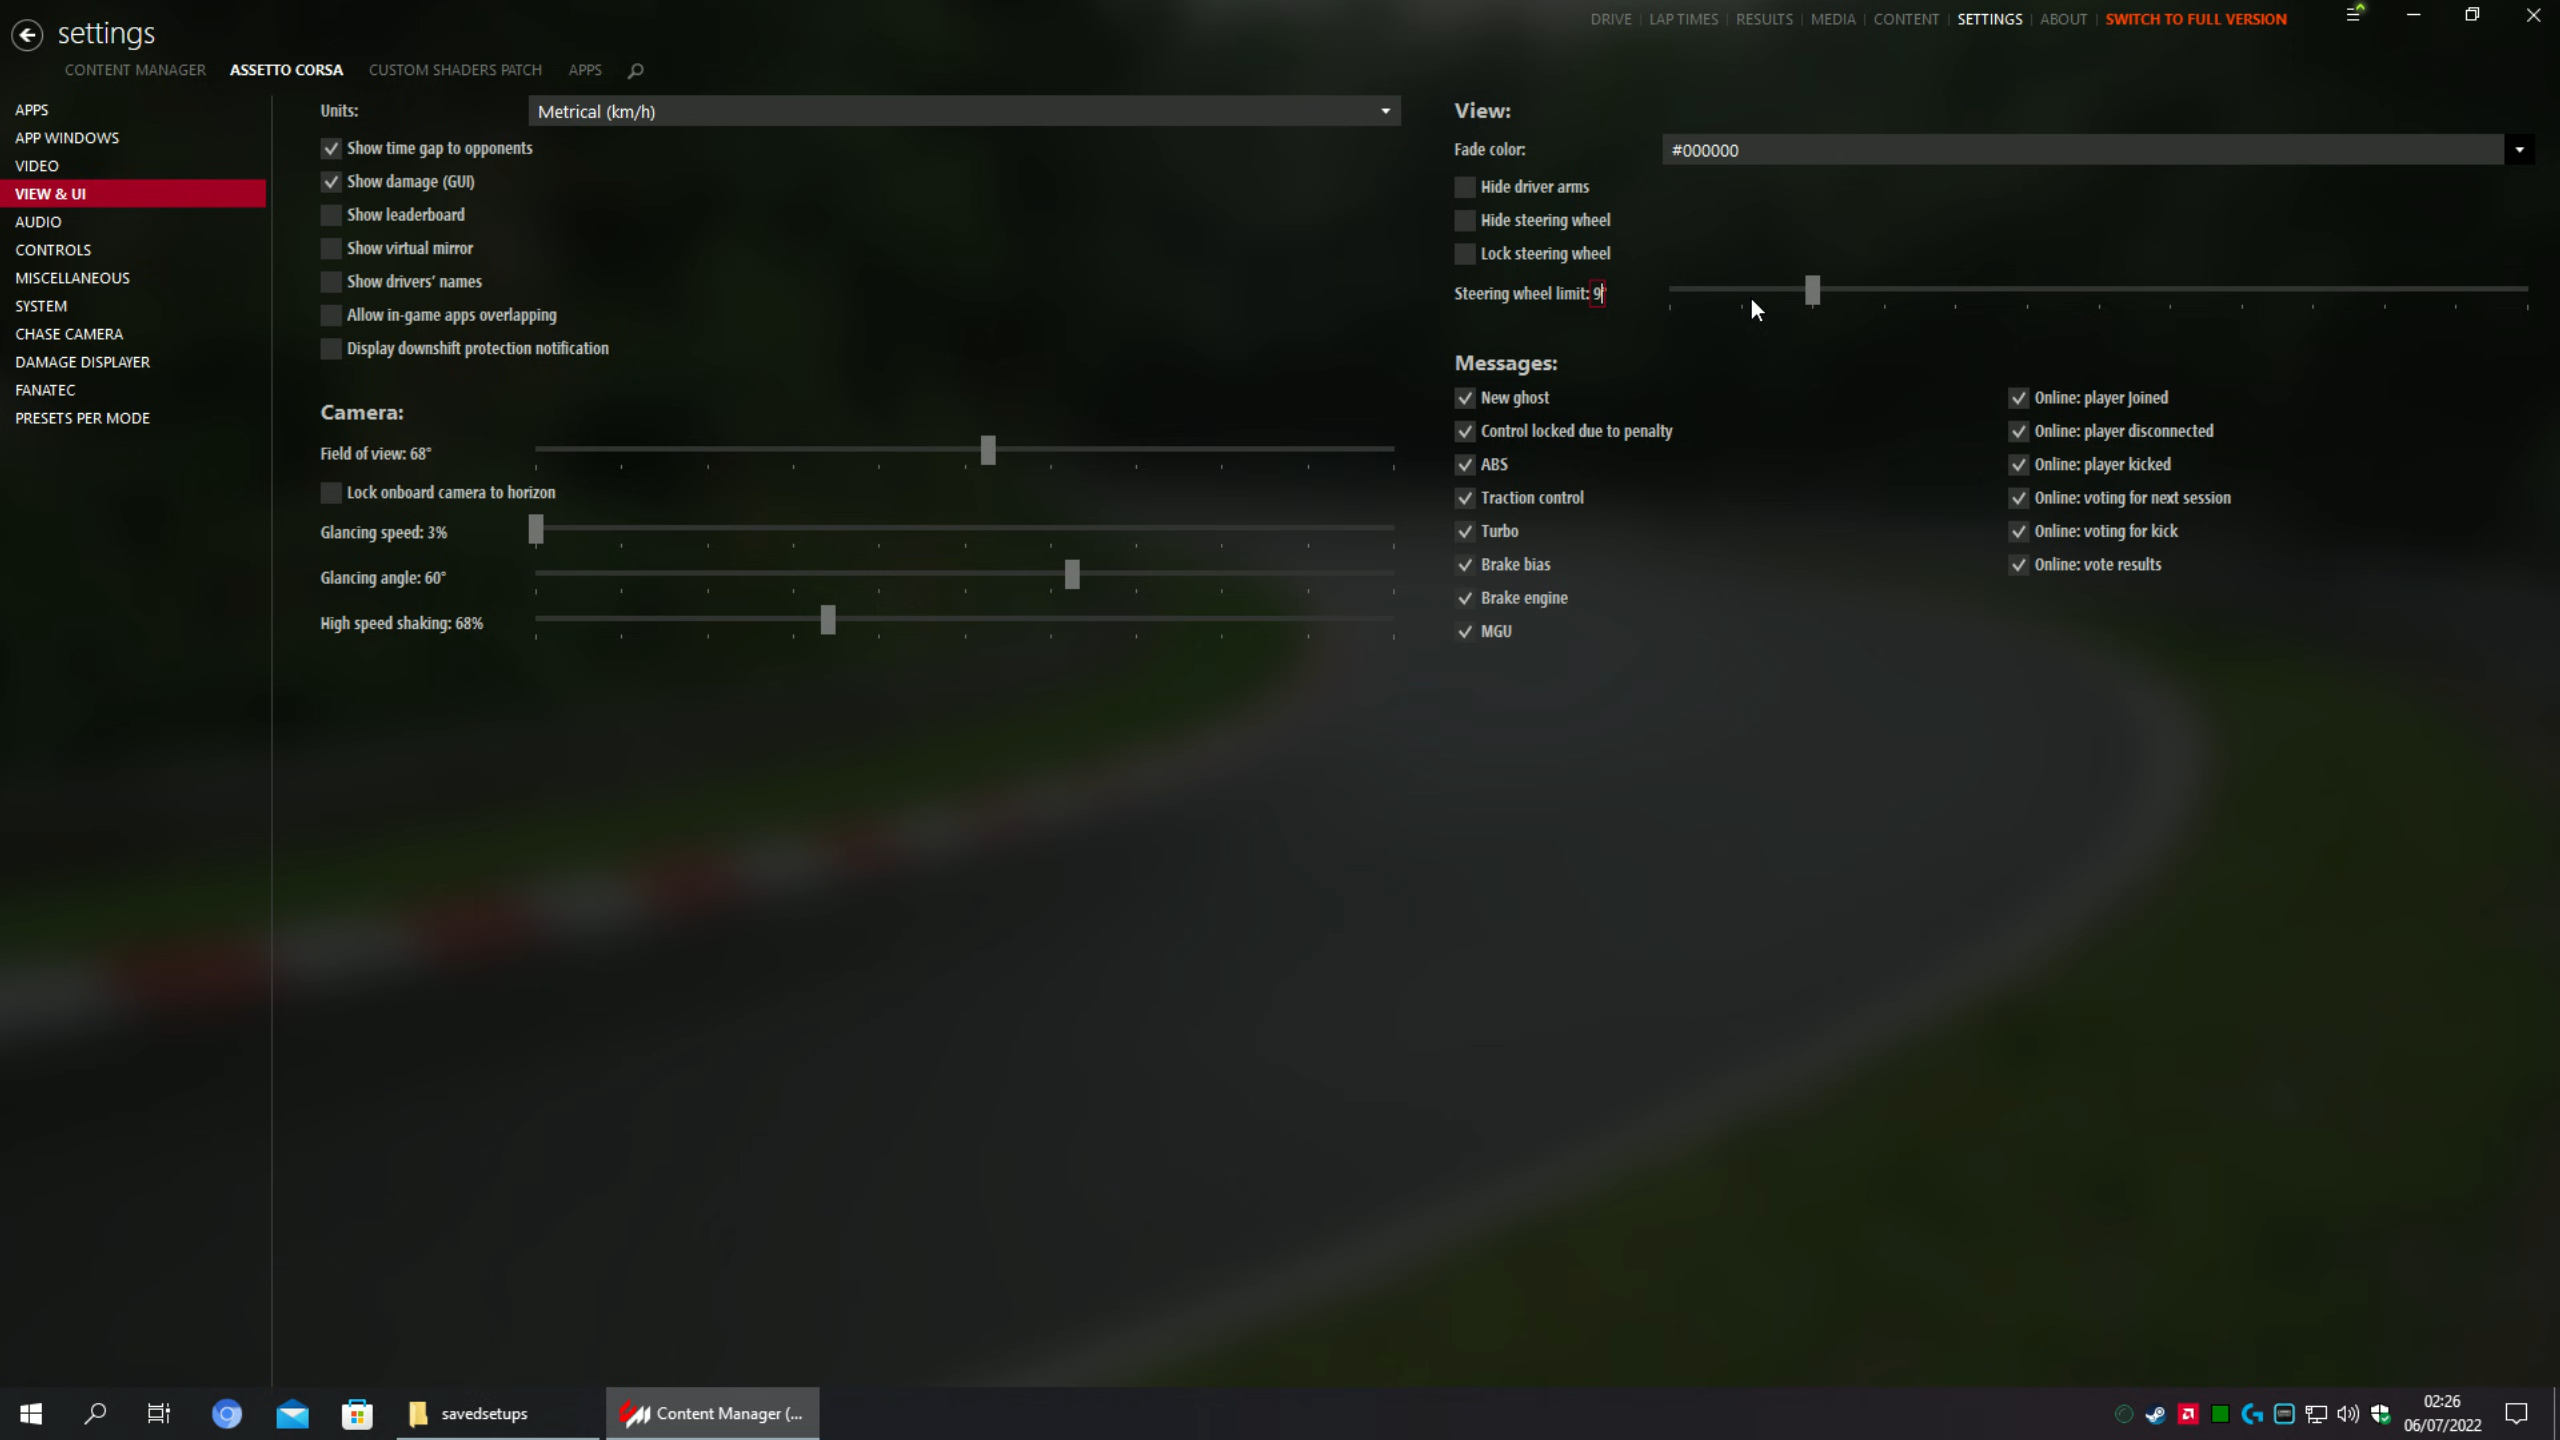 settings
DRIVE | LAP TIMES | RESULTS | MEDIA | CONTENT | SETTINGS | ABOUT | SWITCH TO FULL VERSION
CONTENT MANAGER ASSETTO CORSA CUSTOM SHADERS PATCH APPS
APPS
APP WINDOWS
VIDEO
VIEW & UI
AUDIO
CONTROLS
MISCELLANEOUS
SYSTEM
CHASE CAMERA
DAMAGE DISPLAYER
FANATEC
PRESETS PER MODE
Units: Metrical (km/h)
Show time gap to opponents
Show damage (GUI)
Show leaderboard
Show virtual mirror
Show drivers' names
Allow in-game apps overlapping
Display downshift protection notification
Camera:
Field of view: 68°
Lock onboard camera to horizon
Glancing speed: 3%
Glancing angle: 60°
High speed shaking: 68%
View:
Fade color: #000000
Hide driver arms
Hide steering wheel
Lock steering wheel
Steering wheel limit: 9°
Messages:
New ghost
Control locked due to penalty
ABS
Traction control
Turbo
Brake bias
Brake engine
MGU
Online: player joined
Online: player disconnected
Online: player kicked
Online: voting for next session
Online: voting for kick
Online: vote results
savedsetups
Content Manager (...
02:26
06/07/2022